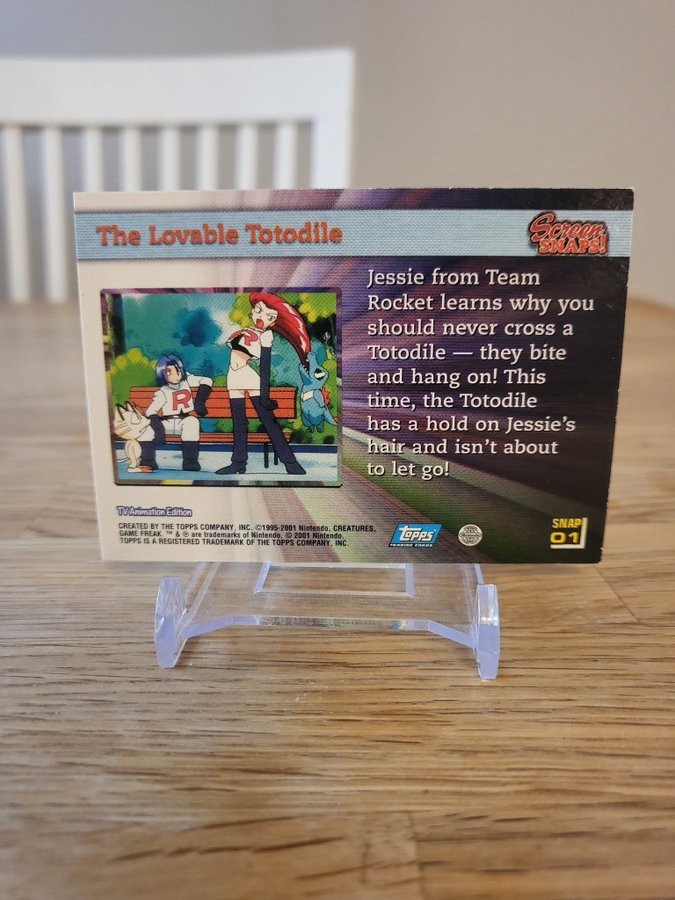 The Lovable Totodile
Screen
SNAPS!
Jessie from Team
Rocket learns why you
should never cross a
Totodile — they bite
and hang on! This
time, the Totodile
has a hold on Jessie's
hair and isn't about
to let go!
R
R
TV Animation Edition
CREATED BY THE TOPPS COMPANY, INC. ©1995-2001 Nintendo, CREATURES,
GAME FREAK. ™ & ® are trademarks of Nintendo. © 2001 Nintendo.
TOPPS IS A REGISTERED TRADEMARK OF THE TOPPS COMPANY, INC.
Topps
TRADING CARDS
SNAP
01